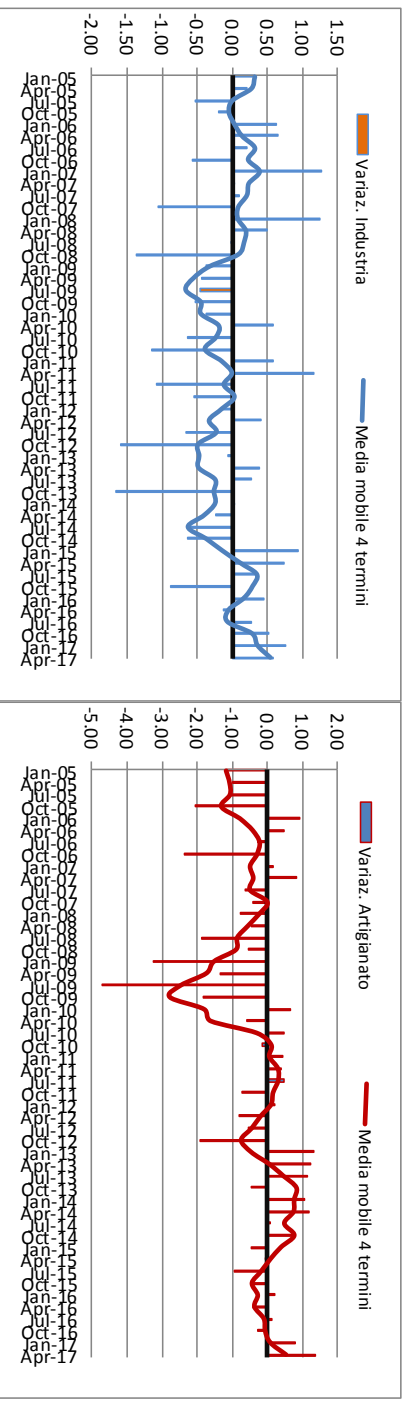 Variaz. Industria
Media mobile 4 termini
-2.00
-1.50
-1.00
-0.50
0.00
0.50
1.00
1.50
Jan-05
Apr-05
Jul-05
Oct-05
Jan-06
Apr-06
Jul-06
Oct-06
Jan-07
Apr-07
Jul-07
Oct-07
Jan-08
Apr-08
Jul-08
Oct-08
Jan-09
Apr-09
Jul-09
Oct-09
Jan-10
Apr-10
Jul-10
Oct-10
Jan-11
Apr-11
Jul-11
Oct-11
Jan-12
Apr-12
Jul-12
Oct-12
Jan-13
Apr-13
Jul-13
Oct-13
Jan-14
Apr-14
Jul-14
Oct-14
Jan-15
Apr-15
Jul-15
Oct-15
Jan-16
Apr-16
Jul-16
Oct-16
Jan-17
Apr-17
Variaz. Artigianato
Media mobile 4 termini
-5.00
-4.00
-3.00
-2.00
-1.00
0.00
1.00
2.00
Jan-05
Apr-05
Jul-05
Oct-05
Jan-06
Apr-06
Jul-06
Oct-06
Jan-07
Apr-07
Jul-07
Oct-07
Jan-08
Apr-08
Jul-08
Oct-08
Jan-09
Apr-09
Jul-09
Oct-09
Jan-10
Apr-10
Jul-10
Oct-10
Jan-11
Apr-11
Jul-11
Oct-11
Jan-12
Apr-12
Jul-12
Oct-12
Jan-13
Apr-13
Jul-13
Oct-13
Jan-14
Apr-14
Jul-14
Oct-14
Jan-15
Apr-15
Jul-15
Oct-15
Jan-16
Apr-16
Jul-16
Oct-16
Jan-17
Apr-17